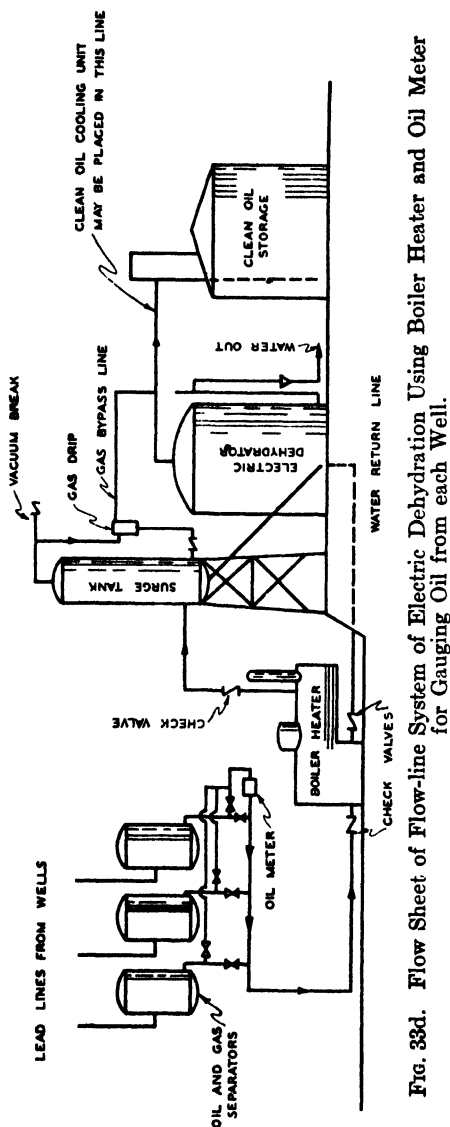 LEAD LINES FROM WELLS
OIL AND GAS
SEPARATORS
OIL METER
CHECK VALVE
BOILER HEATER
CHECK VALVES
SURGE TANK
VACUUM BREAK
GAS DRIP
GAS BYPASS LINE
CLEAN OIL COOLING UNIT
MAY BE PLACED IN THIS LINE
ELECTRIC
DEHYDRATOR
WATER OUT
CLEAN OIL
STORAGE
WATER RETURN LINE
FIG. 33d. Flow Sheet of Flow-line System of Electric Dehydration Using Boiler Heater and Oil Meter
for Gauging Oil from each Well.